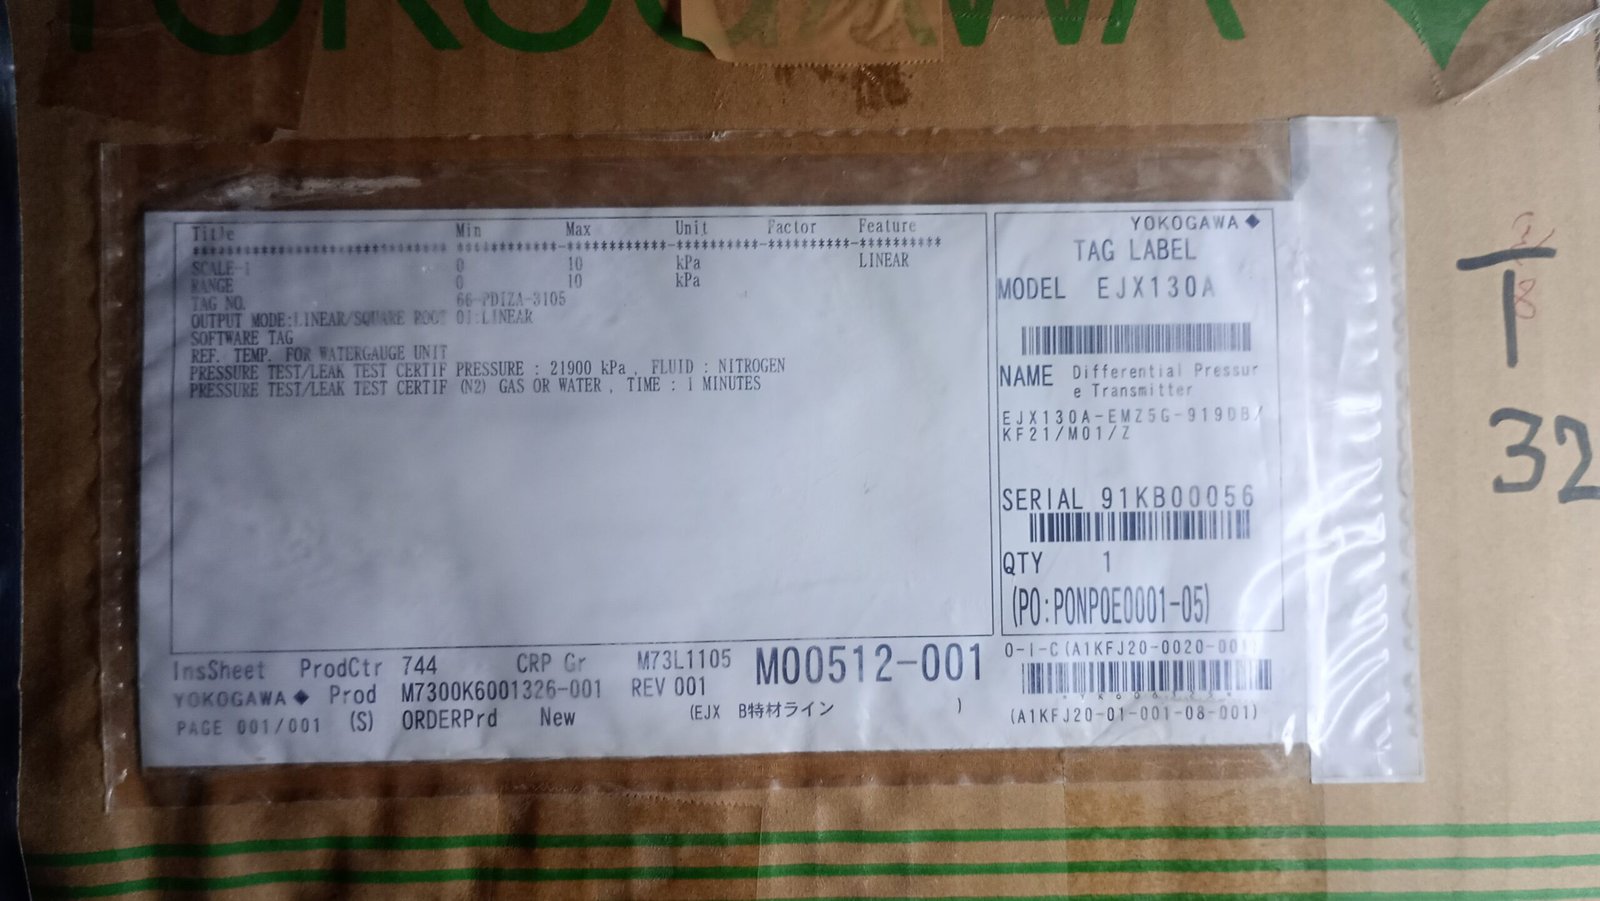 YOKOGAWA
Title Min Max Unit Factor Feature
SCALE-1 0 10 kPa LINEAR
RANGE 0 10 kPa
TAG NO. 66-PDIZA-3105
OUTPUT MODE:LINEAR/SQUARE ROOT 01:LINEAR
SOFTWARE TAG
REF. TEMP. FOR WATERGAUGE UNIT
PRESSURE TEST/LEAK TEST CERTIF PRESSURE : 21900 kPa , FLUID : NITROGEN
PRESSURE TEST/LEAK TEST CERTIF (N2) GAS OR WATER , TIME : 1 MINUTES
InsSheet ProdCtr 744 CRP Gr M73L1105 M00512-001
YOKOGAWA Prod M7300K6001326-001 REV 001
PAGE 001/001 (S) ORDERPrd New (EJX B特材ライン )
YOKOGAWA
TAG LABEL
MODEL EJX130A
NAME Differential Pressur
e Transmitter
EJX130A-EMZ5G-919DB/
KF21/M01/Z
SERIAL 91KB00056
QTY 1
(PO:PONPOE0001-05)
O-I-C(A1KFJ20-0020-001)
(A1KFJ20-01-001-08-001)
32